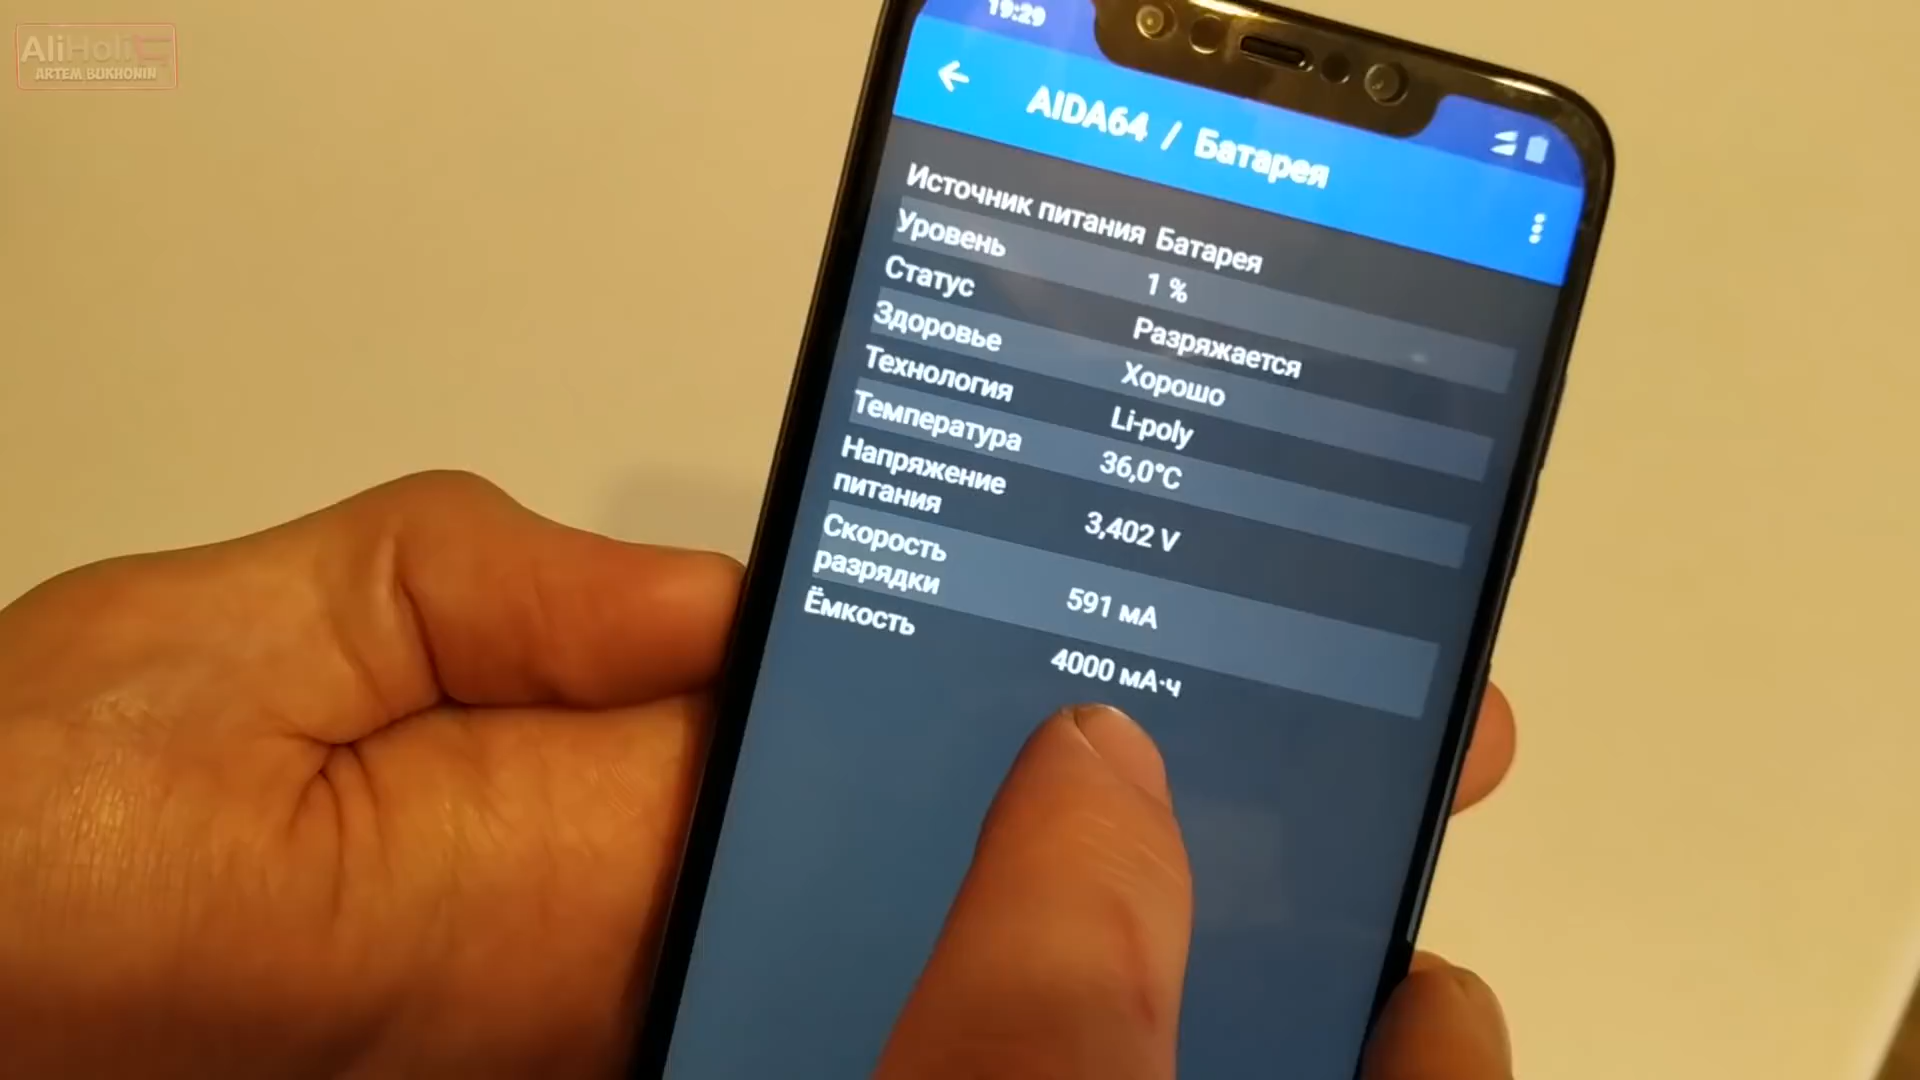 AliHolic
ARTEM BUKHONIN
19:29
AIDA64 / Батарея
Источник питания Батарея
Уровень 1 %
Статус Разряжается
Здоровье Хорошо
Технология Li-poly
Температура 36,0°C
Напряжение
питания 3,402 V
Скорость
разрядки 591 мА
Ёмкость 4000 мА·ч